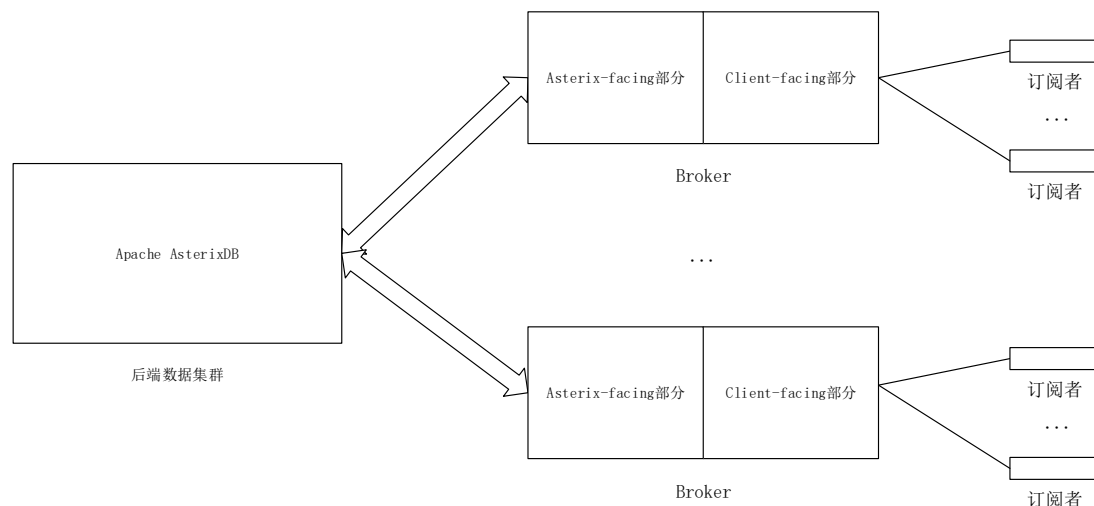 Asterix-facing部分
Client-facing部分
订阅者
...
订阅者
Broker
Apache AsterixDB
后端数据集群
...
Asterix-facing部分
Client-facing部分
订阅者
...
订阅者
Broker